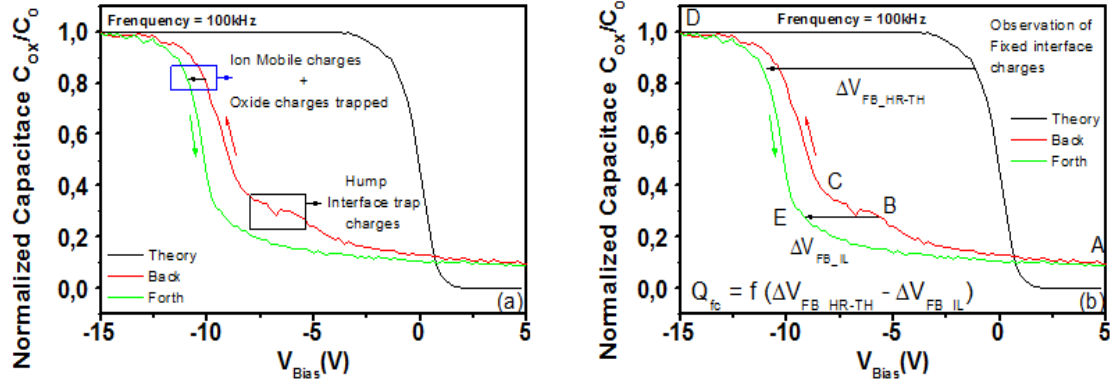 Frenquency = 100kHz
Normalized Capacitace C_ox/C_0
1,0
0,8
0,6
0,4
0,2
0,0
Ion Mobile charges
+
Oxide charges trapped
Hump
Interface trap
charges
Theory
Back
Forth
(a)
-15
-10
-5
0
5
V_Bias(V)
D
Frenquency = 100kHz
Observation of
Fixed interface
charges
Normalized Capacitace C_ox/C_0
1,0
0,8
0,6
0,4
0,2
0,0
ΔV_FB_HR-TH
Theory
Back
Forth
C
B
E
A
ΔV_FB_IL
Q_fc = f (ΔV_FB_HR-TH - ΔV_FB_IL)
(b)
-15
-10
-5
0
5
V_Bias(V)